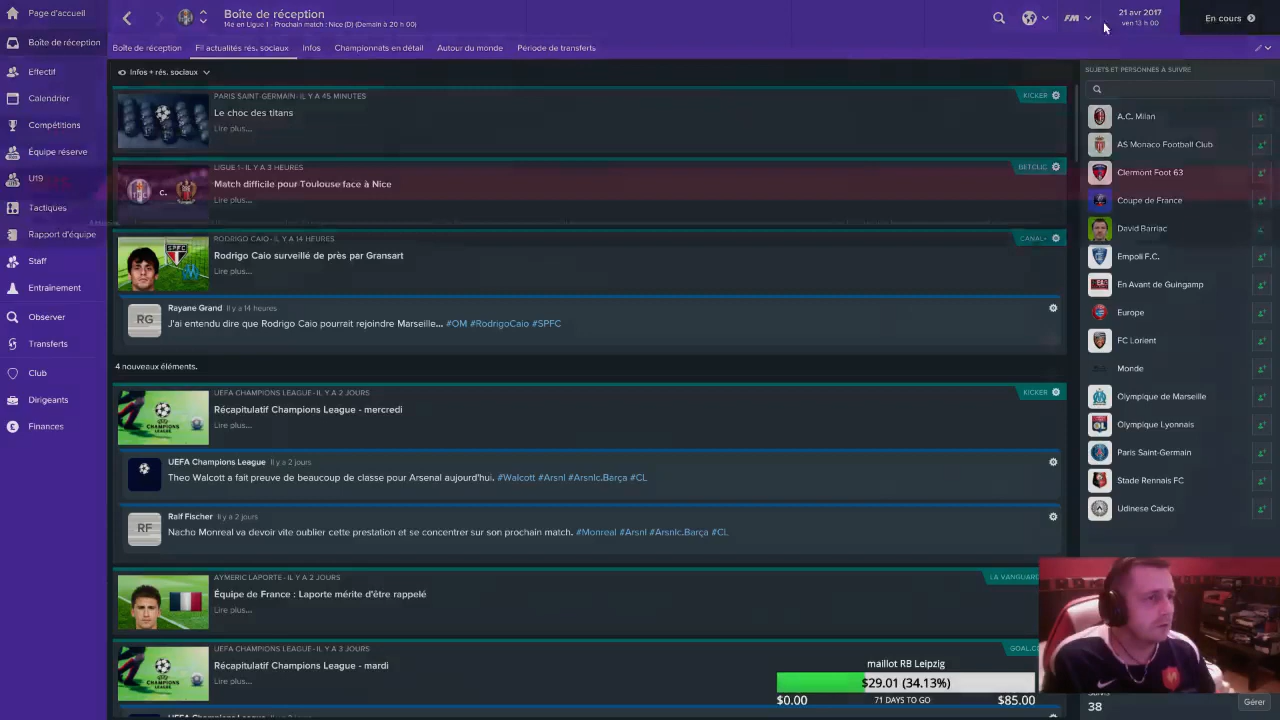 Accueil
Boîte de réception
Effectif
Calendrier
Compétitions
Équipe réserve
U19
Tactiques
Rapport d'équipe
Staff
Entraînement
Observer
Transferts
Club
Dirigeants
Finances
Boîte de réception
14e en Ligue 1 - Prochain match : Nice (D) (Demain à 20 h 00)
FM
21 avr 2017
ven 13 h 00
En cours
Boîte de réception
Fil actualités rés. sociaux
Infos
Championnats en détail
Autour du monde
Période de transferts
Infos + rés. sociaux
PARIS SAINT-GERMAIN - IL Y A 45 MINUTES
KICKER
Le choc des titans
Lire plus...
LIGUE 1 - IL Y A 3 HEURES
BETCLIC
c.
Match difficile pour Toulouse face à Nice
Lire plus...
RODRIGO CAIO - IL Y A 14 HEURES
CANAL+
SPFC
Rodrigo Caio surveillé de près par Gransart
Lire plus...
RG
Rayane Grand Il y a 14 heures
J'ai entendu dire que Rodrigo Caio pourrait rejoindre Marseille... #OM #RodrigoCaio #SPFC
4 nouveaux éléments.
UEFA CHAMPIONS LEAGUE - IL Y A 2 JOURS
KICKER
Récapitulatif Champions League - mercredi
Lire plus...
UEFA Champions League Il y a 2 jours
Theo Walcott a fait preuve de beaucoup de classe pour Arsenal aujourd'hui. #Walcott #Arsnl #Arsnlc.Barça #CL
RF
Ralf Fischer Il y a 2 jours
Nacho Monreal va devoir vite oublier cette prestation et se concentrer sur son prochain match. #Monreal #Arsnl #Arsnlc.Barça #CL
AYMERIC LAPORTE - IL Y A 2 JOURS
LA VANGUARD
Équipe de France : Laporte mérite d'être rappelé
Lire plus...
UEFA CHAMPIONS LEAGUE - IL Y A 3 JOURS
GOAL.C
Récapitulatif Champions League - mardi
Lire plus...
SUJETS ET PERSONNES À SUIVRE
A.C. Milan
AS Monaco Football Club
Clermont Foot 63
Coupe de France
David Barriac
Empoli F.C.
En Avant de Guingamp
Europe
FC Lorient
Monde
Olympique de Marseille
Olympique Lyonnais
Paris Saint-Germain
Stade Rennais FC
Udinese Calcio
maillot RB Leipzig
$29.01 (34.13%)
$0.00
71 DAYS TO GO
$85.00
Suivis
38
Gérer